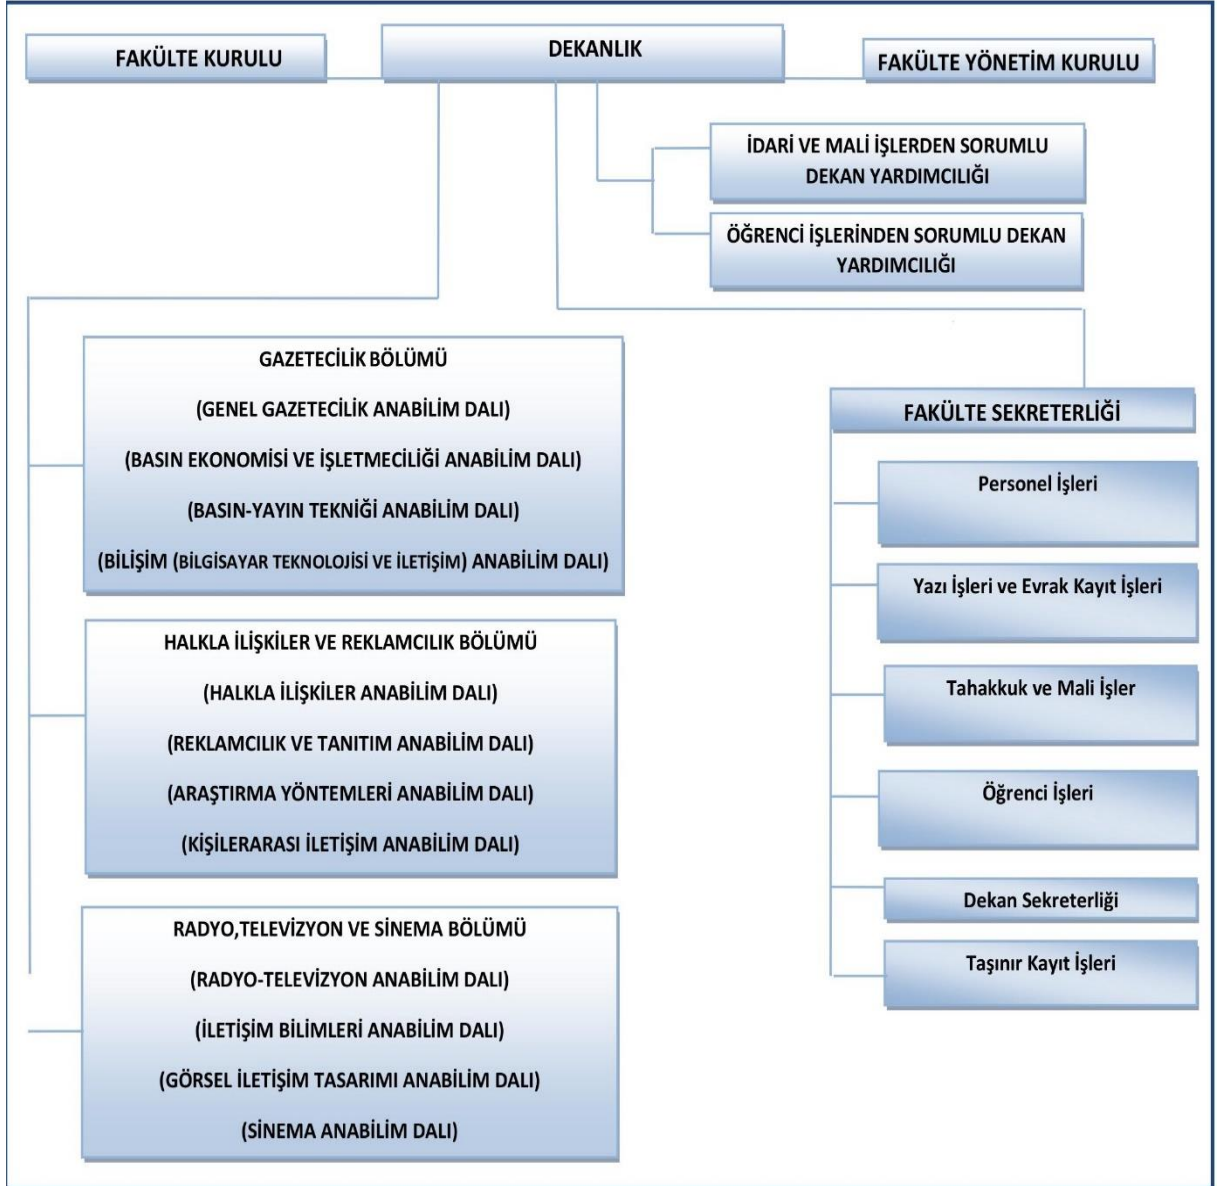 FAKÜLTE KURULU
DEKANLIK
FAKÜLTE YÖNETİM KURULU
İDARİ VE MALİ İŞLERDEN SORUMLU
DEKAN YARDIMCILIĞI
ÖĞRENCİ İŞLERİNDEN SORUMLU DEKAN
YARDIMCILIĞI
GAZETECİLİK BÖLÜMÜ
(GENEL GAZETECİLİK ANABİLİM DALI)
(BASIN EKONOMİSİ VE İŞLETMECİLİĞİ ANABİLİM DALI)
(BASIN-YAYIN TEKNİĞİ ANABİLİM DALI)
(BİLİŞİM (BİLGİSAYAR TEKNOLOJİSİ VE İLETİŞİM) ANABİLİM DALI)
HALKLA İLİŞKİLER VE REKLAMCILIK BÖLÜMÜ
(HALKLA İLİŞKİLER ANABİLİM DALI)
(REKLAMCILIK VE TANITIM ANABİLİM DALI)
(ARAŞTIRMA YÖNTEMLERİ ANABİLİM DALI)
(KİŞİLERARASI İLETİŞİM ANABİLİM DALI)
RADYO,TELEVİZYON VE SİNEMA BÖLÜMÜ
(RADYO-TELEVİZYON ANABİLİM DALI)
(İLETİŞİM BİLİMLERİ ANABİLİM DALI)
(GÖRSEL İLETİŞİM TASARIMI ANABİLİM DALI)
(SİNEMA ANABİLİM DALI)
FAKÜLTE SEKRETERLİĞİ
Personel İşleri
Yazı İşleri ve Evrak Kayıt İşleri
Tahakkuk ve Mali İşler
Öğrenci İşleri
Dekan Sekreterliği
Taşınır Kayıt İşleri